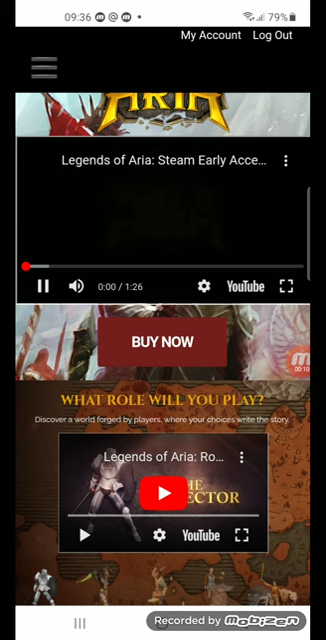 09:36
79%
My Account Log Out
ARIA
Legends of Aria: Steam Early Acce...
0:00 / 1:26
YouTube
BUY NOW
00:10
WHAT ROLE WILL YOU PLAY?
Discover a world forged by players, where your choices write the story.
Legends of Aria: Ro...
YouTube
Recorded by mobizen